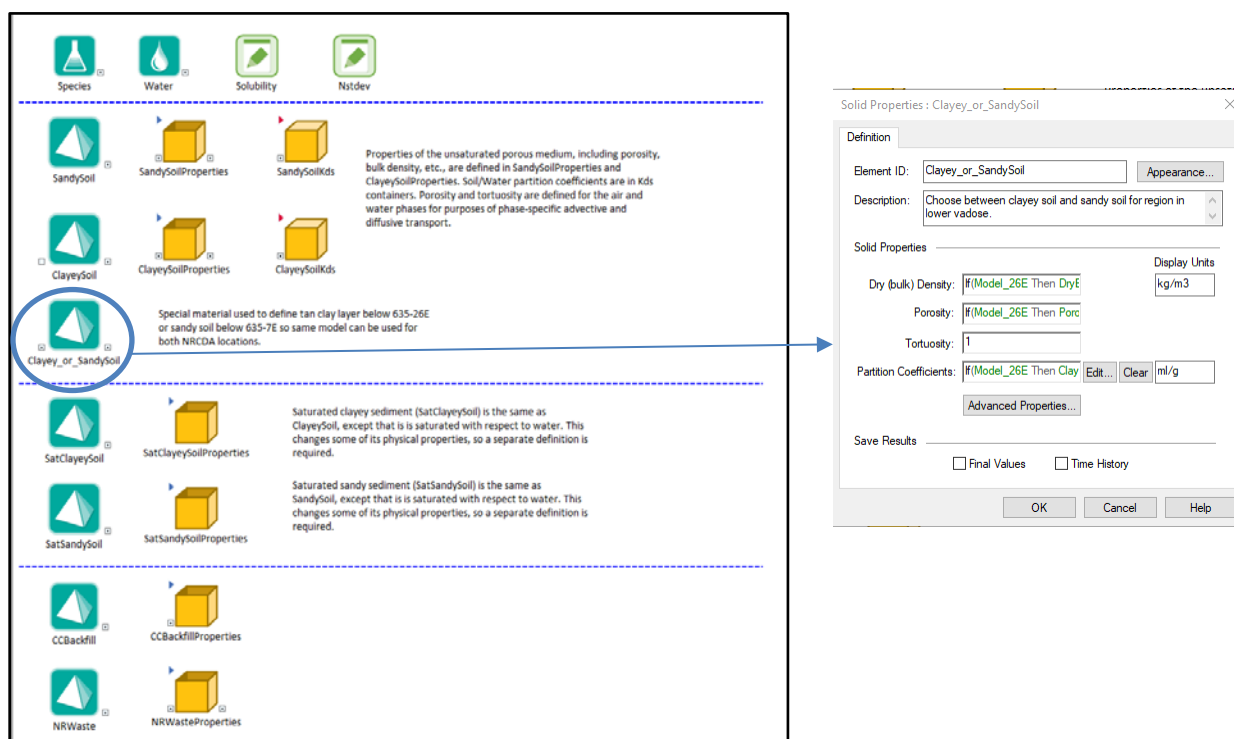 Species
Water
Solubility
Nstdev
SandySoil
SandySoilProperties
SandySoilKds
Properties of the unsaturated porous medium, including porosity,
bulk density, etc., are defined in SandySoilProperties and
ClayeySoilProperties. Soil/Water partition coefficients are in Kds
containers. Porosity and tortuosity are defined for the air and
water phases for purposes of phase-specific advective and
diffusive transport.
ClayeySoil
ClayeySoilProperties
ClayeySoilKds
Special material used to define tan clay layer below 635-26E
or sandy soil below 635-7E so same model can be used for
both NRCDA locations.
Clayey_or_SandySoil
Saturated clayey sediment (SatClayeySoil) is the same as
ClayeySoil, except that is is saturated with respect to water. This
changes some of its physical properties, so a separate definition is
required.
SatClayeySoil
SatClayeySoilProperties
Saturated sandy sediment (SatSandySoil) is the same as
SandySoil, except that is is saturated with respect to water. This
changes some of its physical properties, so a separate definition is
required.
SatSandySoil
SatSandySoilProperties
CCBackfill
CCBackfillProperties
NRWaste
NRWasteProperties
Solid Properties : Clayey_or_SandySoil
Definition
Element ID: Clayey_or_SandySoil Appearance...
Description: Choose between clayey soil and sandy soil for region in
lower vadose.
Solid Properties
Display Units
Dry (bulk) Density: If(Model_26E Then Dry kg/m3
Porosity: If(Model_26E Then Porc
Tortuosity: 1
Partition Coefficients: If(Model_26E Then Clay Edit... Clear ml/g
Advanced Properties...
Save Results
Final Values Time History
OK Cancel Help